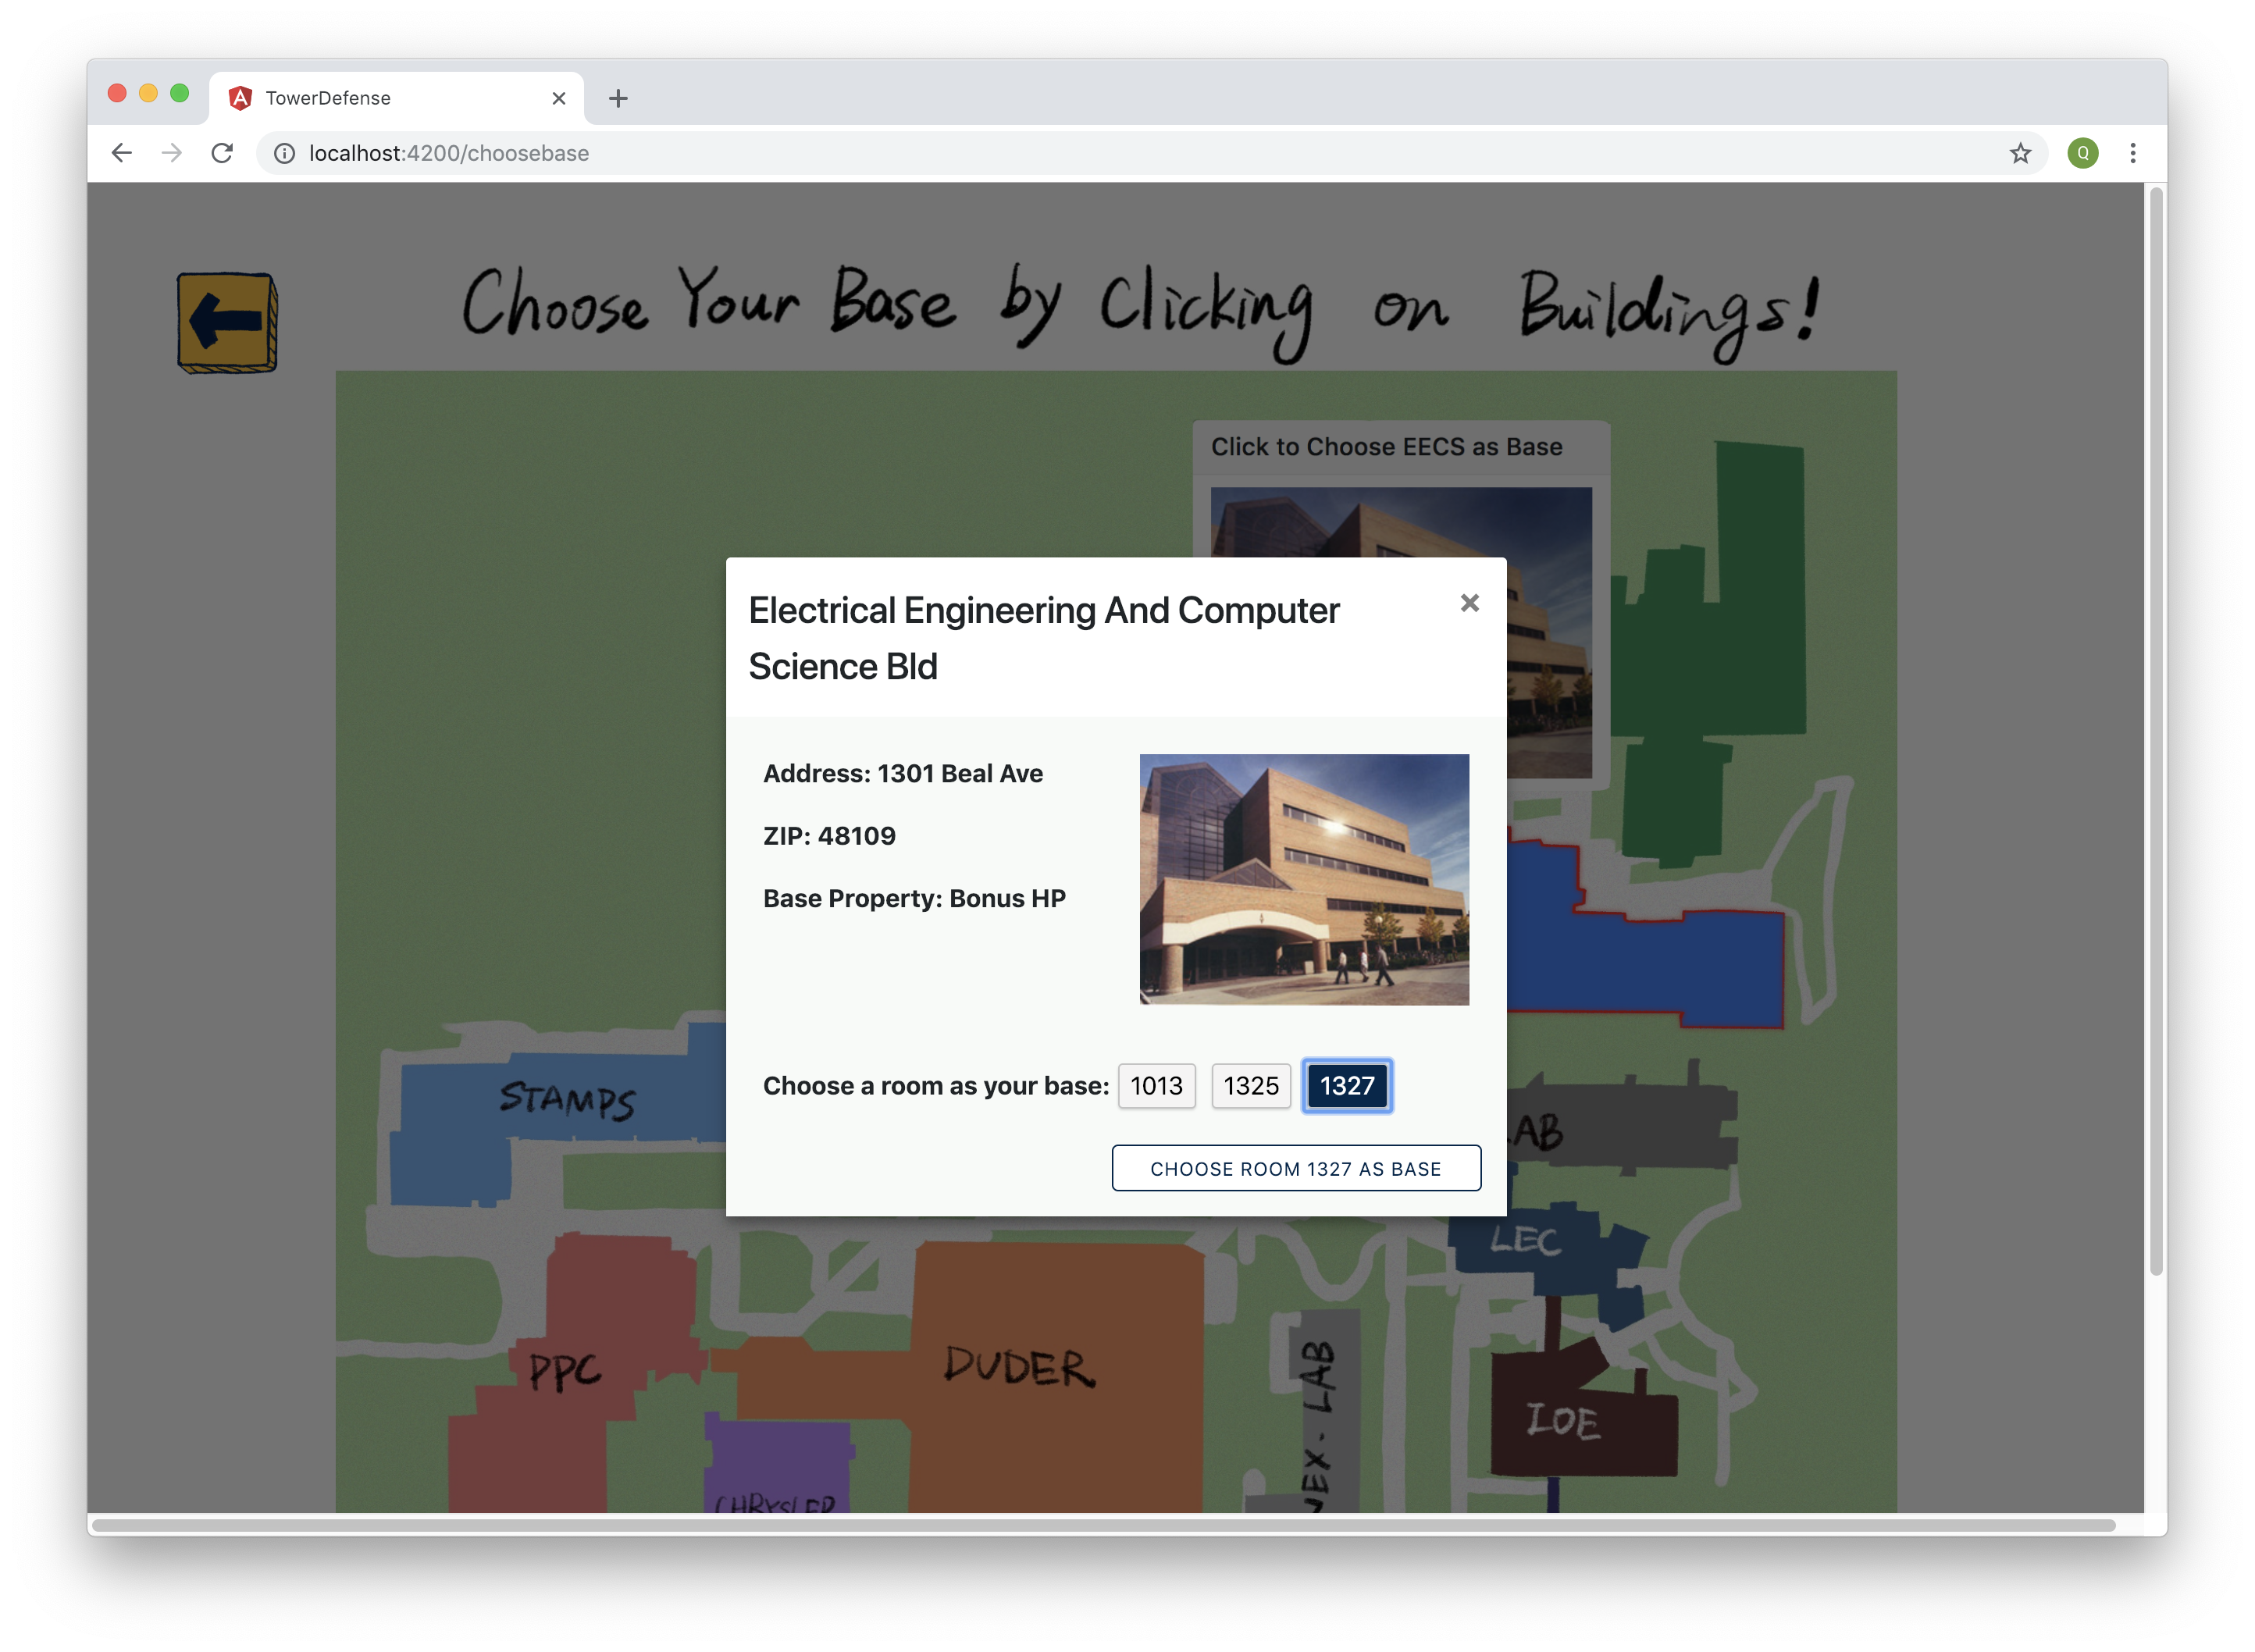 TowerDefense
localhost:4200/choosebase
Q
Choose Your Base by Clicking on Buildings!
Click to Choose EECS as Base
Electrical Engineering And Computer
Science Bld
Address: 1301 Beal Ave
ZIP: 48109
Base Property: Bonus HP
Choose a room as your base: 1013 1325 1327
CHOOSE ROOM 1327 AS BASE
STAMPS
LEC
PPC
DUDER
LAB
IOE
CHRYSLER